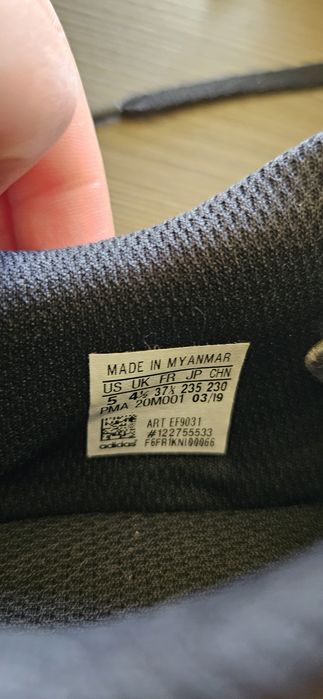 MADE IN MYANMAR
US UK FR JP CHN
5 4½ 37⅓ 235 230
PMA 20M001 03/19
ART EF9031
#122755533
adidas F6FR1KNI00066